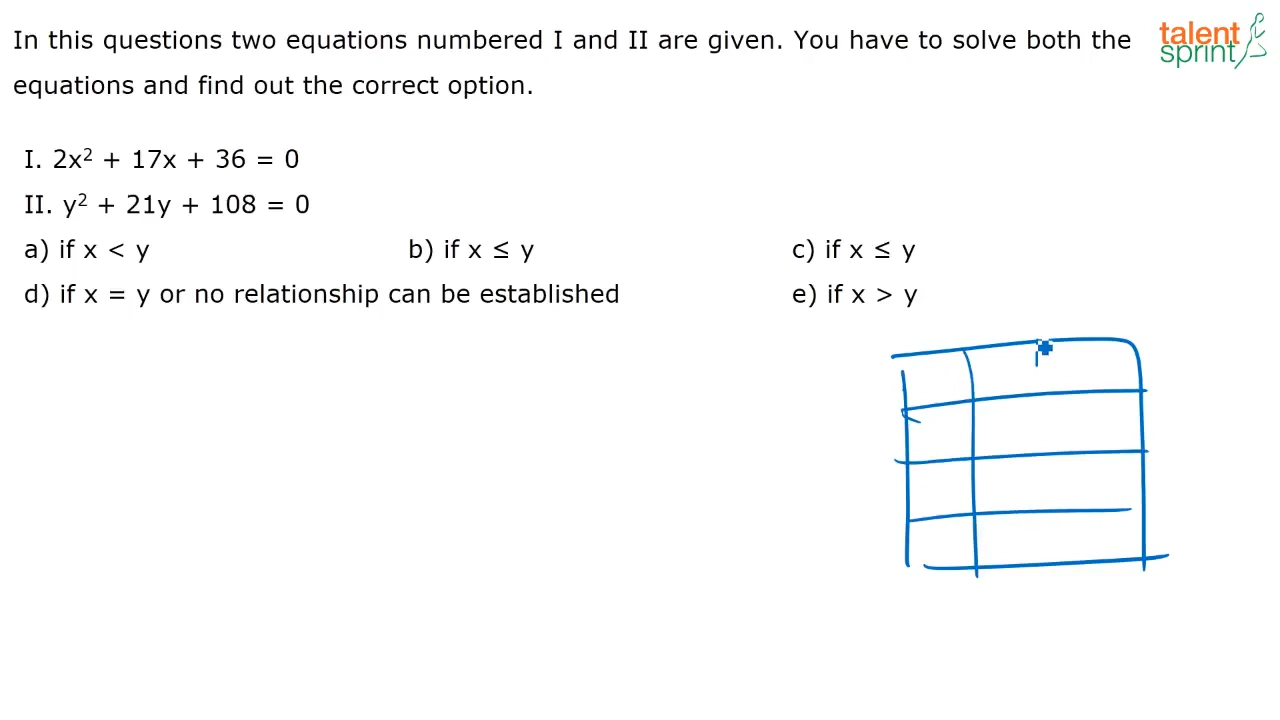 In this questions two equations numbered I and II are given. You have to solve both the
equations and find out the correct option.
talent
sprint
I. 2x² + 17x + 36 = 0
II. y² + 21y + 108 = 0
a) if x < y b) if x ≤ y c) if x ≤ y
d) if x = y or no relationship can be established e) if x > y